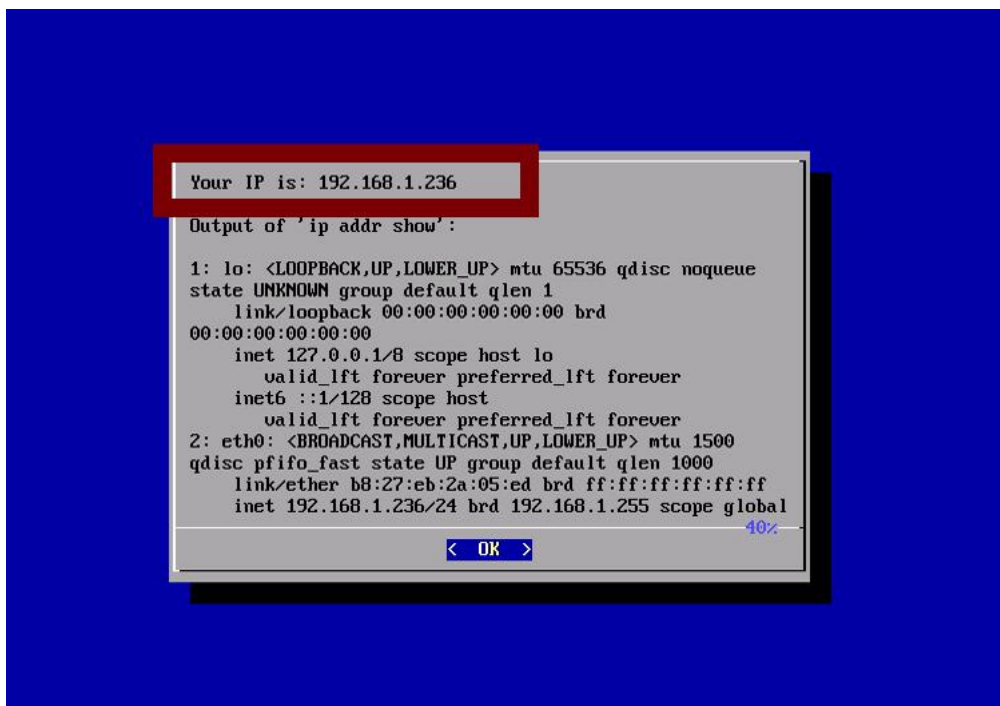 Your IP is: 192.168.1.236
Output of 'ip addr show':
1: lo: <LOOPBACK,UP,LOWER_UP> mtu 65536 qdisc noqueue
state UNKNOWN group default qlen 1
link/loopback 00:00:00:00:00:00 brd
00:00:00:00:00:00
inet 127.0.0.1/8 scope host lo
valid_lft forever preferred_lft forever
inet6 ::1/128 scope host
valid_lft forever preferred_lft forever
2: eth0: <BROADCAST,MULTICAST,UP,LOWER_UP> mtu 1500
qdisc pfifo_fast state UP group default qlen 1000
link/ether b8:27:eb:2a:05:ed brd ff:ff:ff:ff:ff:ff
inet 192.168.1.236/24 brd 192.168.1.255 scope global
40%
< OK >